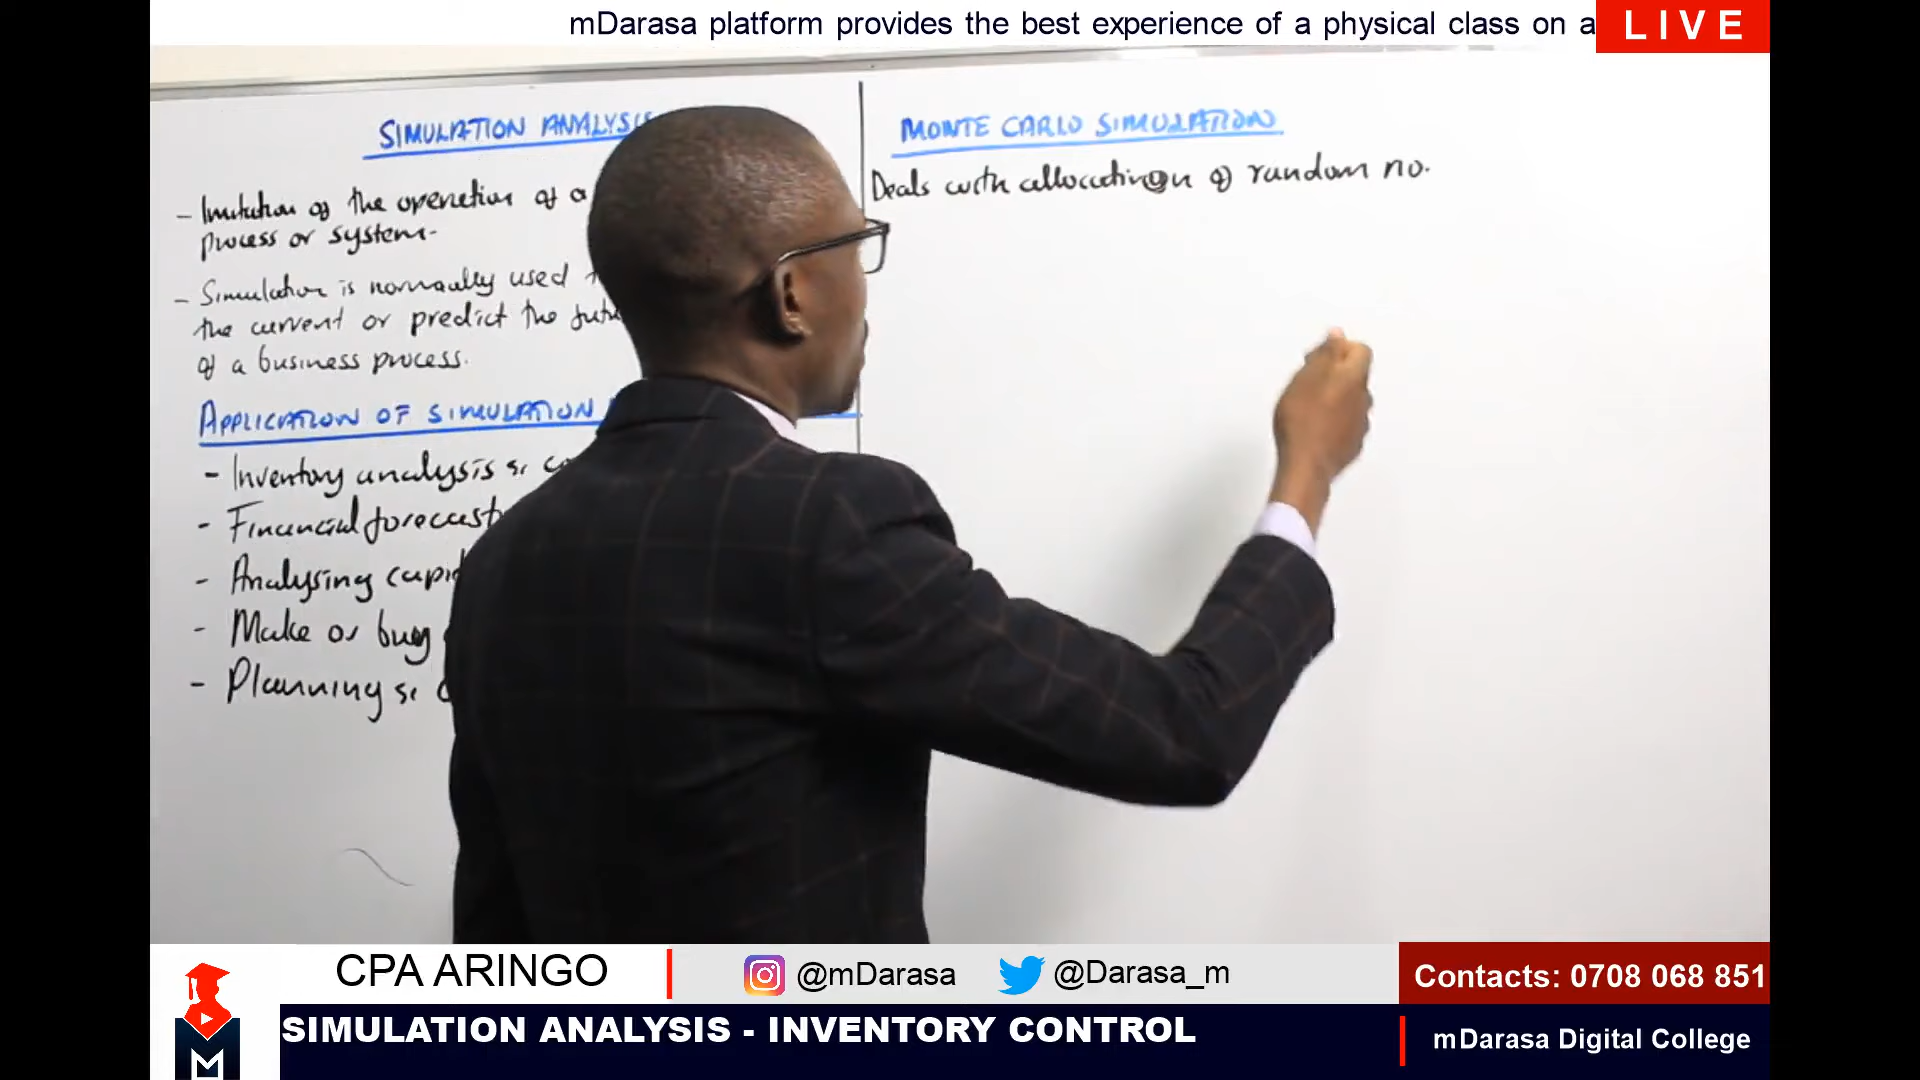 mDarasa platform provides the best experience of a physical class on a
LIVE
SIMULATION ANALYSIS
- Imitation of the operation of a
process or system.
- Simulation is normally used
the current or predict the
of a business process.
APPLICATION OF SIMULATION
- Inventory analysis &
- Financial forecast
- Analysing
- Make or buy
- Planning &
MONTE CARLO SIMULATION
Deals with allocation of random no.
CPA ARINGO
@mDarasa
@Darasa_m
Contacts: 0708 068 851
M
SIMULATION ANALYSIS - INVENTORY CONTROL
mDarasa Digital College